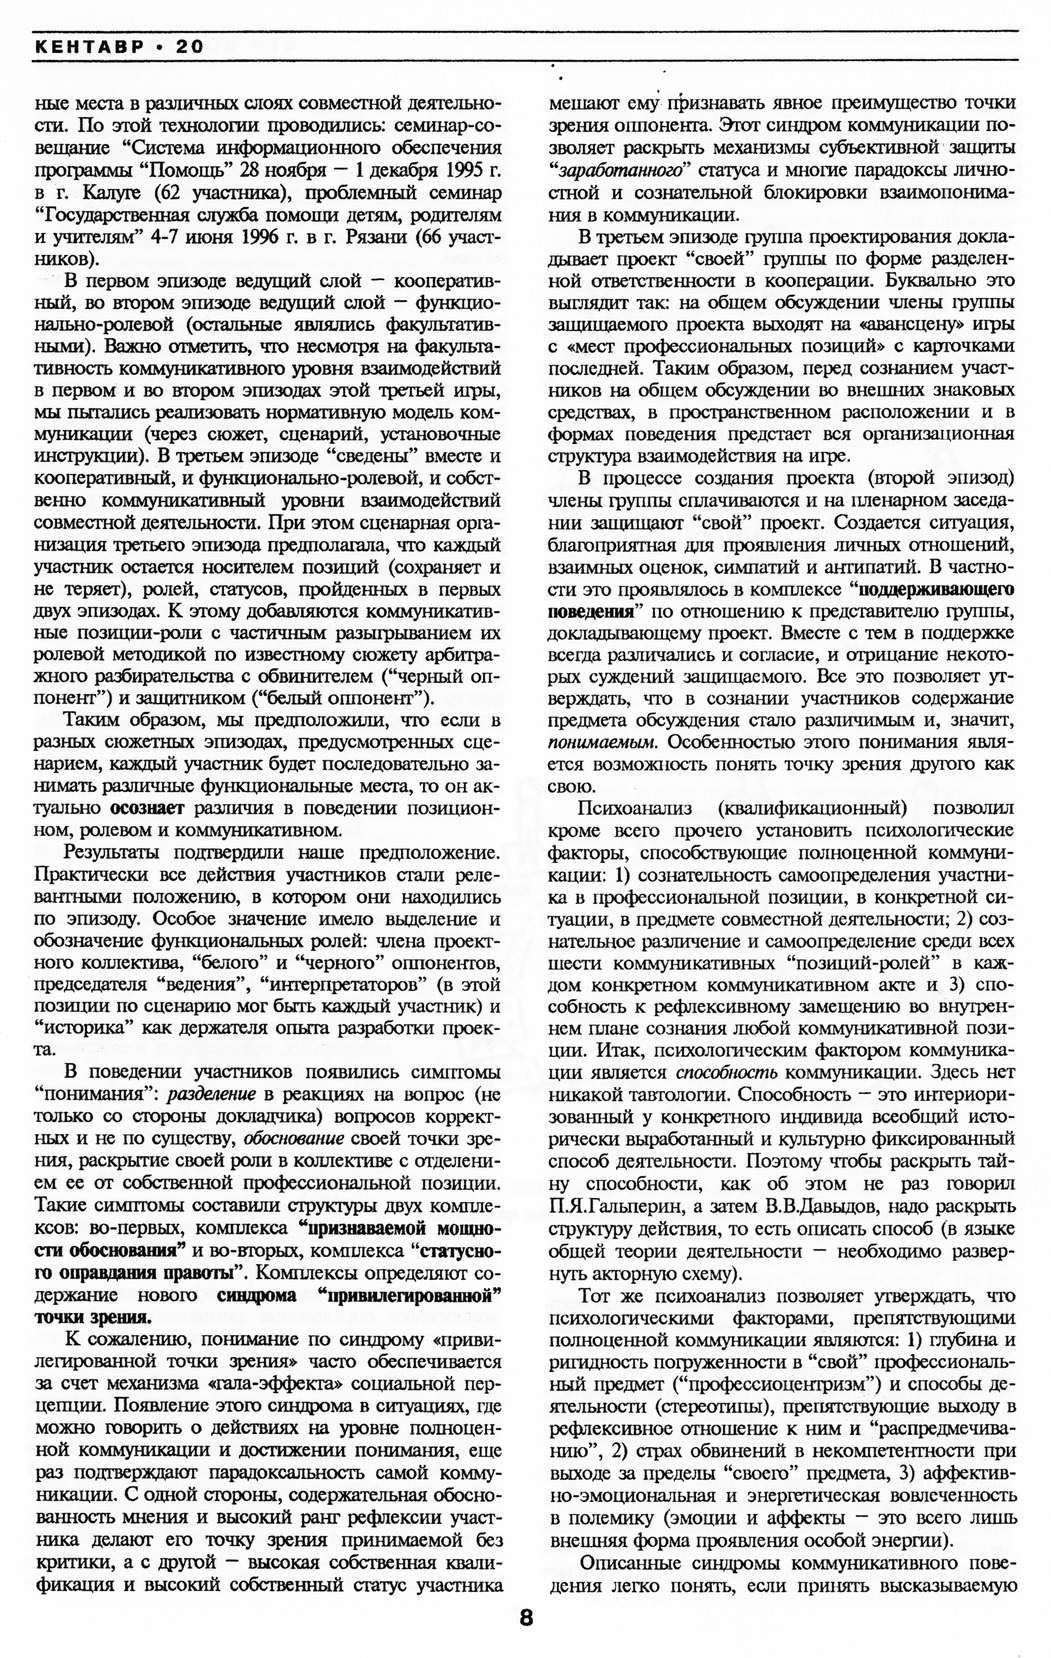 КЕНТАВР • 20
ные места в различных слоях совместной деятельно-
сти. По этой технологии проводились: семинар-со-
вещание “Система информационного обеспечения
программы “Помощь” 28 ноября — 1 декабря 1995 г.
в г. Калуге (62 участника), проблемный семинар
“Государственная служба помощи детям, родителям
и учителям” 4-7 июня 1996 г. в г. Рязани (66 участ-
ников).
В первом эпизоде ведущий слой — кооператив-
ный, во втором эпизоде ведущий слой — функцио-
нально-ролевой (остальные являлись факультатив-
ными). Важно отметить, что несмотря на факульта-
тивность коммуникативного уровня взаимодействий
в первом и во втором эпизодах этой третьей игры,
мы пытались реализовать нормативную модель ком-
муникации (через сюжет, сценарий, установочные
инструкции). В третьем эпизоде “сведены” вместе и
кооперативный, и функционально-ролевой, и собст-
венно коммуникативный уровни взаимодействий
совместной деятельности. При этом сценарная орга-
низация третьего эпизода предполагала, что каждый
участник остается носителем позиций (сохраняет и
не теряет), ролей, статусов, пройденных в первых
двух эпизодах. К этому добавляются коммуникатив-
ные позиции-роли с частичным разыгрыванием их
ролевой методикой по известному сюжету арбитра-
жного разбирательства с обвинителем (“черный оп-
понент”) и защитником (“белый оппонент”).
Таким образом, мы предположили, что если в
разных сюжетных эпизодах, предусмотренных сце-
нарием, каждый участник будет последовательно за-
нимать различные функциональные места, то он ак-
туально осознает различия в поведении позицион-
ном, ролевом и коммуникативном.
Результаты подтвердили наше предположение.
Практически все действия участников стали реле-
вантными положению, в котором они находились
по эпизоду. Особое значение имело выделение и
обозначение функциональных ролей: члена проект-
ного коллектива, “белого” и “черного” оппонентов,
председателя “ведения”, “интерпретаторов” (в этой
позиции по сценарию мог быть каждый участник) и
“историка” как держателя опыта разработки проек-
та.
В поведении участников появились симптомы
“понимания”: разделение в реакциях на вопрос (не
только со стороны докладчика) вопросов коррект-
ных и не по существу, обоснование своей точки зре-
ния, раскрытие своей роли в коллективе с отделени-
ем ее от собственной профессиональной позиции.
Такие симптомы составили структуры двух компле-
ксов: во-первых, комплекса “признаваемой мощно-
сти обоснования” и во-вторых, комплекса “статусно-
го оправдания правоты”. Комплексы определяют со-
держание нового синдрома “привилегированной”
точки зрения.
К сожалению, понимание по синдрому «приви-
легированной точки зрения» часто обеспечивается
за счет механизма «гала-эффекта» социальной пер-
цепции. Появление этого синдрома в ситуациях, где
можно говорить о действиях на уровне полноцен-
ной коммуникации и достижении понимания, еще
раз подтверждают парадоксальность самой комму-
никации. С одной стороны, содержательная обосно-
ванность мнения и высокий ранг рефлексии участ-
ника делают его точку зрения принимаемой без
критики, а с другой — высокая собственная квали-
фикация и высокий собственный статус участника
мешают ему признавать явное преимущество точки
зрения оппонента. Этот синдром коммуникации по-
зволяет раскрыть механизмы субъективной защиты
“заработанного” статуса и многие парадоксы лично-
стной и сознательной блокировки взаимопонима-
ния в коммуникации.
В третьем эпизоде группа проектирования докла-
дывает проект “своей” группы по форме разделен-
ной ответственности в кооперации. Буквально это
выглядит так: на общем обсуждении члены группы
защищаемого проекта выходят на «авансцену» игры
с «мест профессиональных позиций» с карточками
последней. Таким образом, перед сознанием участ-
ников на общем обсуждении во внешних знаковых
средствах, в пространственном расположении и в
формах поведения предстает вся организационная
структура взаимодействия на игре.
В процессе создания проекта (второй эпизод)
члены группы сплачиваются и на пленарном заседа-
нии защищают “свой” проект. Создается ситуация,
благоприятная для проявления личных отношений,
взаимных оценок, симпатий и антипатий. В частно-
сти это проявлялось в комплексе “поддерживающего
поведения” по отношению к представителю группы,
докладывающему проект. Вместе с тем в поддержке
всегда различались и согласие, и отрицание некото-
рых суждений защищаемого. Все это позволяет ут-
верждать, что в сознании участников содержание
предмета обсуждения стало различимым и, значит,
понимаемым. Особенностью этого понимания явля-
ется возможность понять точку зрения другого как
свою.
Психоанализ (квалификационный) позволил
кроме всего прочего установить психологические
факторы, способствующие полноценной коммуни-
кации: 1) сознательность самоопределения участни-
ка в профессиональной позиции, в конкретной си-
туации, в предмете совместной деятельности; 2) соз-
нательное различение и самоопределение среди всех
шести коммуникативных “позиций-ролей” в каж-
дом конкретном коммуникативном акте и 3) спо-
собность к рефлексивному замещению во внутрен-
нем плане сознания любой коммуникативной пози-
ции. Итак, психологическим фактором коммуника-
ции является способность коммуникации. Здесь нет
никакой тавтологии. Способность — это интериори-
зованный у конкретного индивида всеобщий исто-
рически выработанный и культурно фиксированный
способ деятельности. Поэтому чтобы раскрыть тай-
ну способности, как об этом не раз говорил
П.Я.Гальперин, а затем В.В.Давыдов, надо раскрыть
структуру действия, то есть описать способ (в языке
общей теории деятельности — необходимо развер-
нуть акторную схему).
Тот же психоанализ позволяет утверждать, что
психологическими факторами, препятствующими
полноценной коммуникации являются: 1) глубина и
ригидность погруженности в “свой” профессиональ-
ный предмет (“профессиоцентризм”) и способы де-
ятельности (стереотипы), препятствующие выходу в
рефлексивное отношение к ним и “распредмечива-
нию”, 2) страх обвинений в некомпетентности при
выходе за пределы “своего” предмета, 3) аффектив-
но-эмоциональная и энергетическая вовлеченность
в полемику (эмоции и аффекты — это всего лишь
внешняя форма проявления особой энергии).
Описанные синдромы коммуникативного пове-
дения легко понять, если принять высказываемую
8